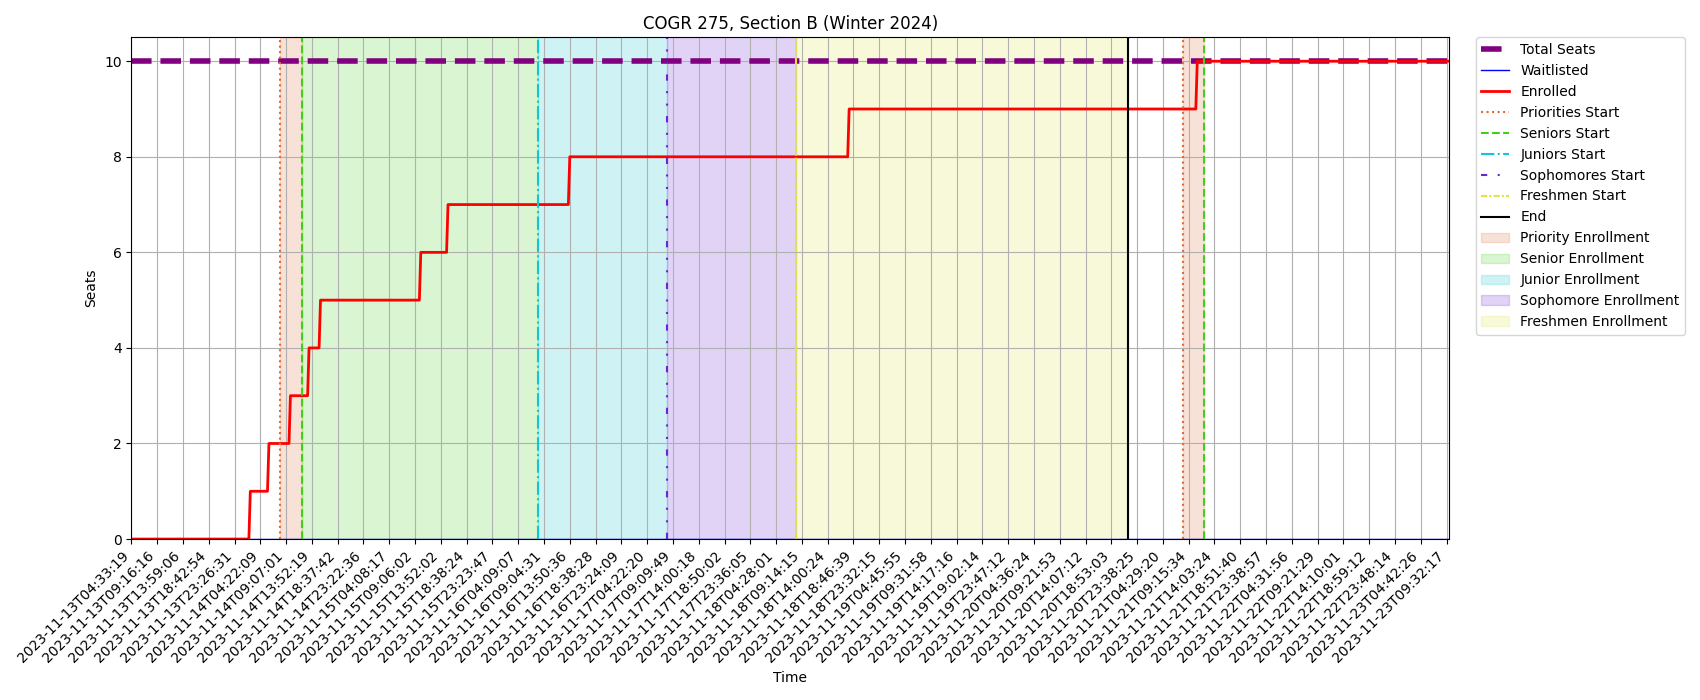 COGR 275, Section B (Winter 2024)
Seats
10
8
6
4
2
0
2023-11-13T04:33:19
2023-11-13T09:16:16
2023-11-13T13:59:06
2023-11-13T18:42:54
2023-11-13T23:26:31
2023-11-14T04:22:09
2023-11-14T09:07:01
2023-11-14T13:52:19
2023-11-14T18:37:42
2023-11-14T23:22:36
2023-11-15T04:08:17
2023-11-15T09:06:02
2023-11-15T13:52:02
2023-11-15T18:38:24
2023-11-15T23:23:47
2023-11-16T04:09:07
2023-11-16T09:04:31
2023-11-16T13:50:36
2023-11-16T18:38:28
2023-11-16T23:24:09
2023-11-17T04:22:20
2023-11-17T09:09:49
2023-11-17T14:00:18
2023-11-17T18:50:02
2023-11-17T23:36:05
2023-11-18T04:28:01
2023-11-18T09:14:15
2023-11-18T14:00:24
2023-11-18T18:46:39
2023-11-18T23:32:15
2023-11-19T04:45:55
2023-11-19T09:31:58
2023-11-19T14:17:16
2023-11-19T19:02:14
2023-11-19T23:47:12
2023-11-20T04:36:24
2023-11-20T09:21:53
2023-11-20T14:07:12
2023-11-20T18:53:03
2023-11-20T23:38:25
2023-11-21T04:29:20
2023-11-21T09:15:34
2023-11-21T14:03:24
2023-11-21T18:51:40
2023-11-21T23:38:57
2023-11-22T04:31:56
2023-11-22T09:21:29
2023-11-22T14:10:01
2023-11-22T18:59:12
2023-11-22T23:48:14
2023-11-23T04:42:26
2023-11-23T09:32:17
Time
Total Seats
Waitlisted
Enrolled
Priorities Start
Seniors Start
Juniors Start
Sophomores Start
Freshmen Start
End
Priority Enrollment
Senior Enrollment
Junior Enrollment
Sophomore Enrollment
Freshmen Enrollment